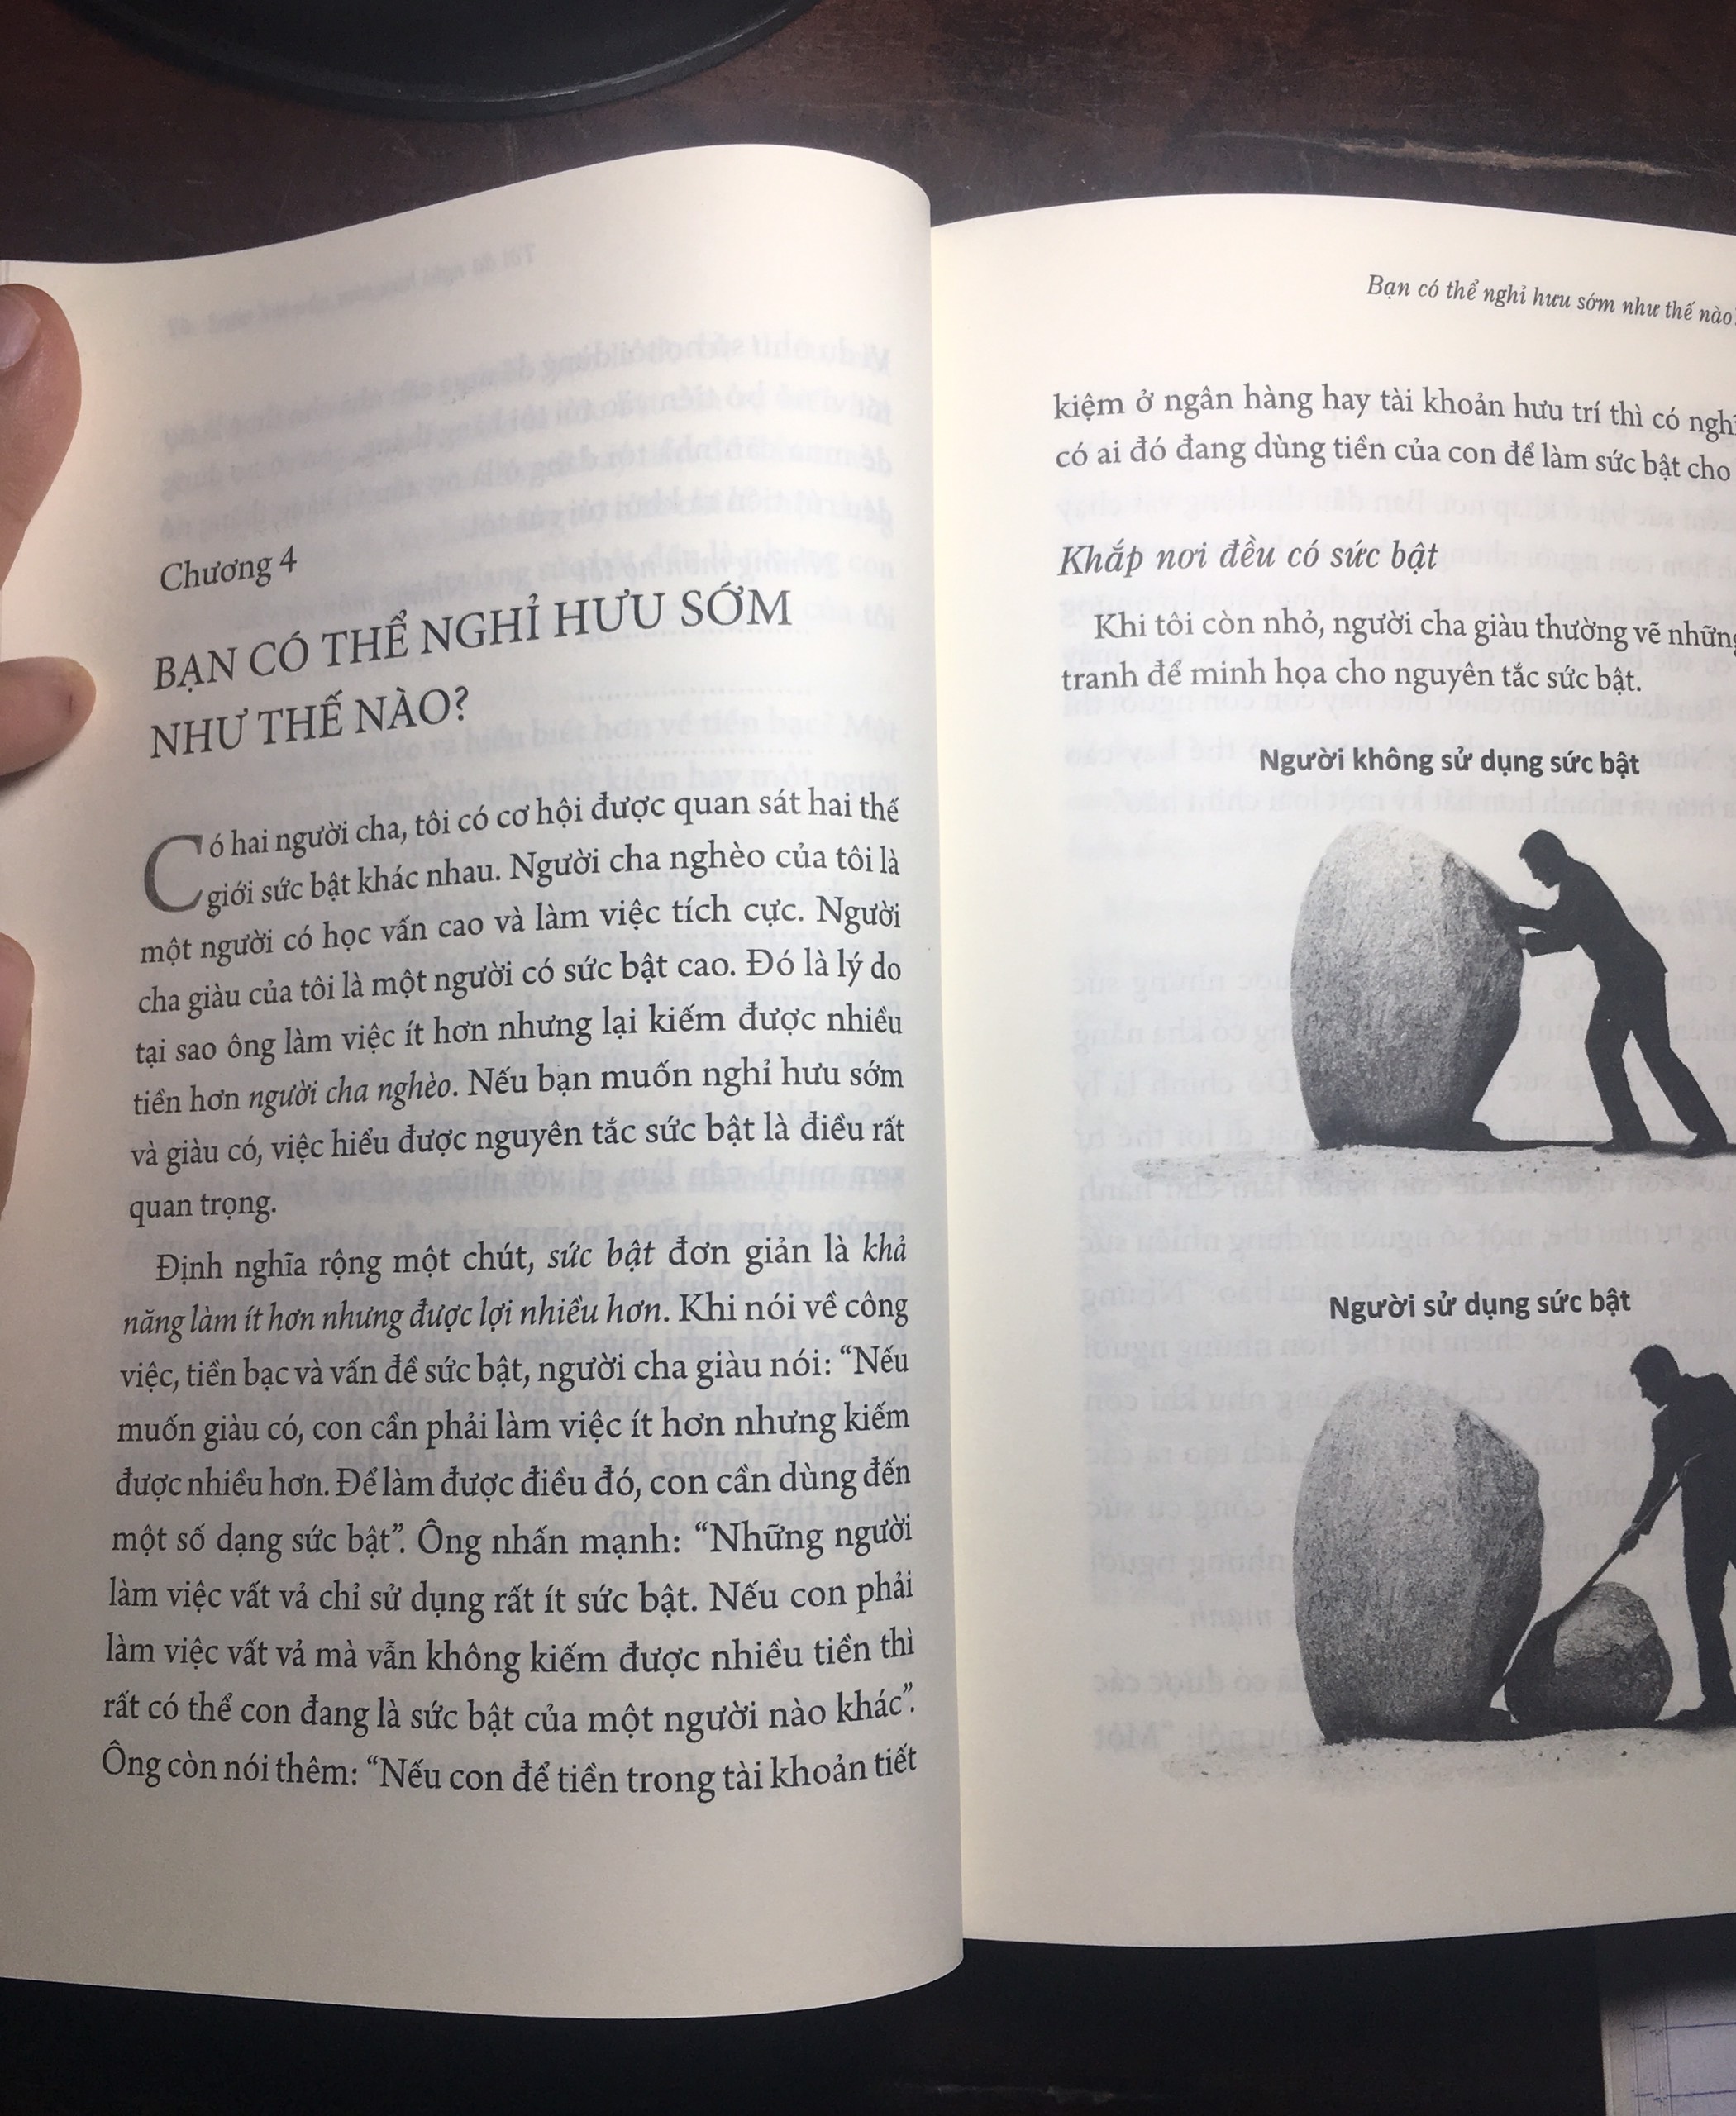 Chương 4
BẠN CÓ THỂ NGHỈ HƯU SỚM
NHƯ THẾ NÀO?
Có hai người cha, tôi có cơ hội được quan sát hai thế
giới sức bật khác nhau. Người cha nghèo của tôi là
một người có học vấn cao và làm việc tích cực. Người
cha giàu của tôi là một người có sức bật cao. Đó là lý do
tại sao ông làm việc ít hơn nhưng lại kiếm được nhiều
tiền hơn người cha nghèo. Nếu bạn muốn nghỉ hưu sớm
và giàu có, việc hiểu được nguyên tắc sức bật là điều rất
quan trọng.
Định nghĩa rộng một chút, sức bật đơn giản là khả
năng làm ít hơn nhưng được lợi nhiều hơn. Khi nói về công
việc, tiền bạc và vấn đề sức bật, người cha giàu nói: “Nếu
muốn giàu có, con cần phải làm việc ít hơn nhưng kiếm
được nhiều hơn. Để làm được điều đó, con cần dùng đến
một số dạng sức bật”. Ông nhấn mạnh: “Những người
làm việc vất vả chỉ sử dụng rất ít sức bật. Nếu con phải
làm việc vất vả mà vẫn không kiếm được nhiều tiền thì
rất có thể con đang là sức bật của một người nào khác”.
Ông còn nói thêm: “Nếu con để tiền trong tài khoản tiết
Bạn có thể nghỉ hưu sớm như thế nào?
kiệm ở ngân hàng hay tài khoản hưu trí thì có
có ai đó đang dùng tiền của con để làm sức bật cho
Khắp nơi đều có sức bật
Khi tôi còn nhỏ, người cha giàu thường vẽ những
tranh để minh họa cho nguyên tắc sức bật.
Người không sử dụng sức bật
Người sử dụng sức bật